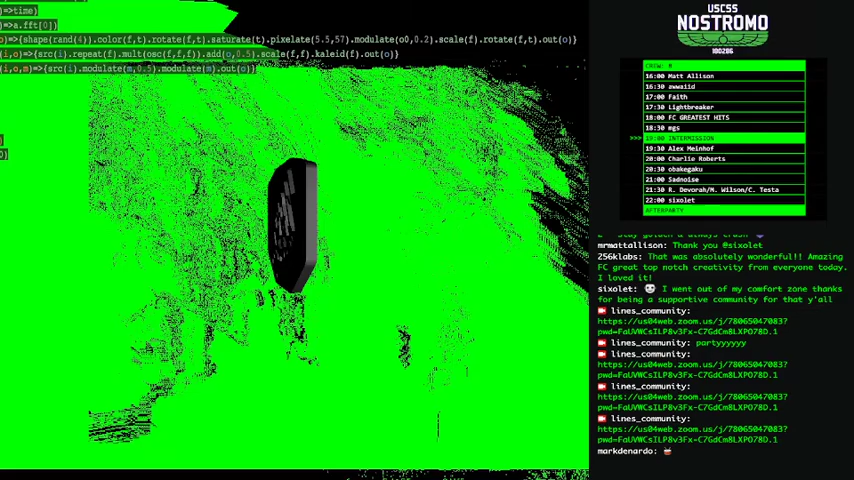 )=>time)
)=>a.fft[0])
o)=>{shape(rand(4)).color(f,t).rotate(f,t).saturate(t).pixelate(5.5,57).modulate(o0,0.2).scale(f).rotate(f,t).out(o)}
(i,o)=>{src(i).repeat(f).mult(osc(f,f,f)).add(o,0.5).scale(f,f).kaleid(f).out(o)}
(i,o,m)=>{src(i).modulate(m,0.5).modulate(m).out(o)}
)
o)
USCSS
NOSTROMO
180286
16:00 Matt Allison
16:30 awwaiid
17:00 Faith
17:30 Lightbreaker
18:00 FC GREATEST HITS
18:30 mgs
>>> 19:00 INTERMISSION
19:30 Alex Meinhof
20:00 Charlie Roberts
20:30 obakegaku
21:00 Sadnoise
21:30 R. Devorah/M. Wilson/C. Testa
22:00 sixolet
AFTERPARTY
mrmattallison: Thank you @sixolet
256klabs: That was absolutely wonderful!! Amazing
FC great top notch creativity from everyone today.
I loved it!
sixolet: I went out of my comfort zone thanks
for being a supportive community for that y'all
lines_community:
https://us04web.zoom.us/j/78065047083?
pwd=FaUVWCsILP8v3Fx-C7GdCm8LXPO78D.1
lines_community: partyyyyyy
lines_community:
https://us04web.zoom.us/j/78065047083?
pwd=FaUVWCsILP8v3Fx-C7GdCm8LXPO78D.1
lines_community:
https://us04web.zoom.us/j/78065047083?
pwd=FaUVWCsILP8v3Fx-C7GdCm8LXPO78D.1
lines_community:
https://us04web.zoom.us/j/78065047083?
pwd=FaUVWCsILP8v3Fx-C7GdCm8LXPO78D.1
markdenardo: